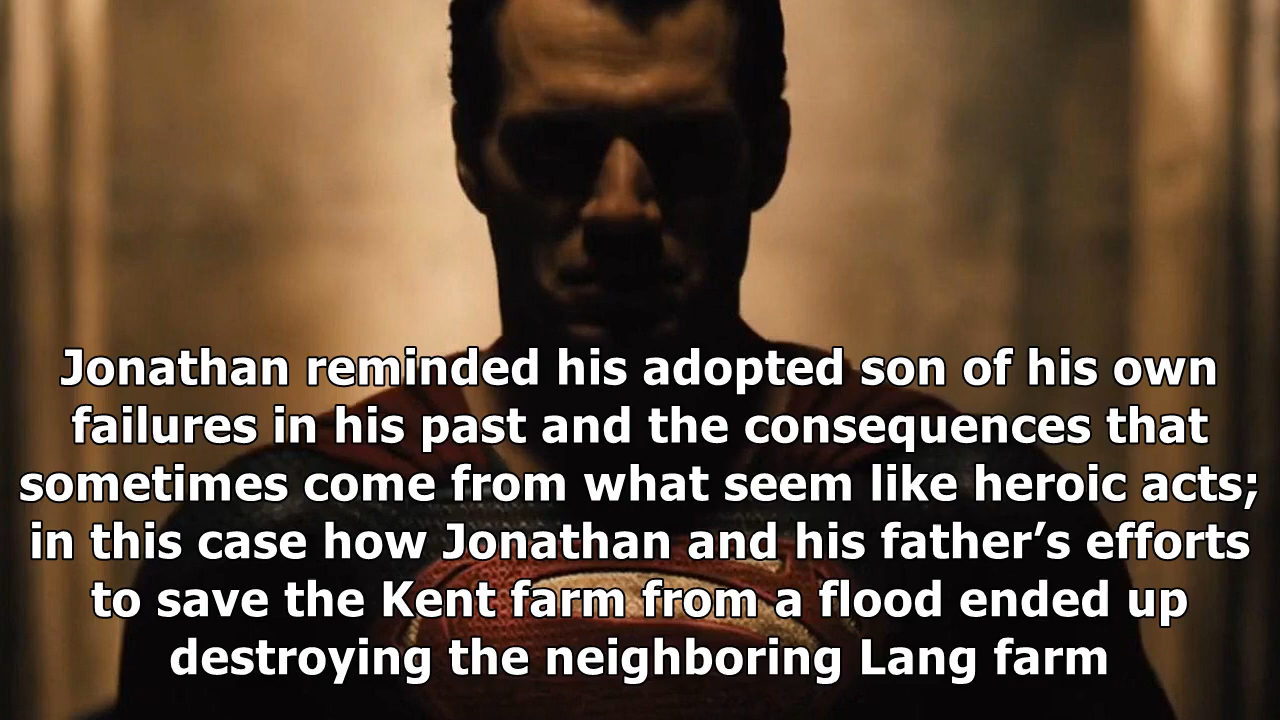 Jonathan reminded his adopted son of his own
failures in his past and the consequences that
sometimes come from what seem like heroic acts;
in this case how Jonathan and his father’s efforts
to save the Kent farm from a flood ended up
destroying the neighboring Lang farm